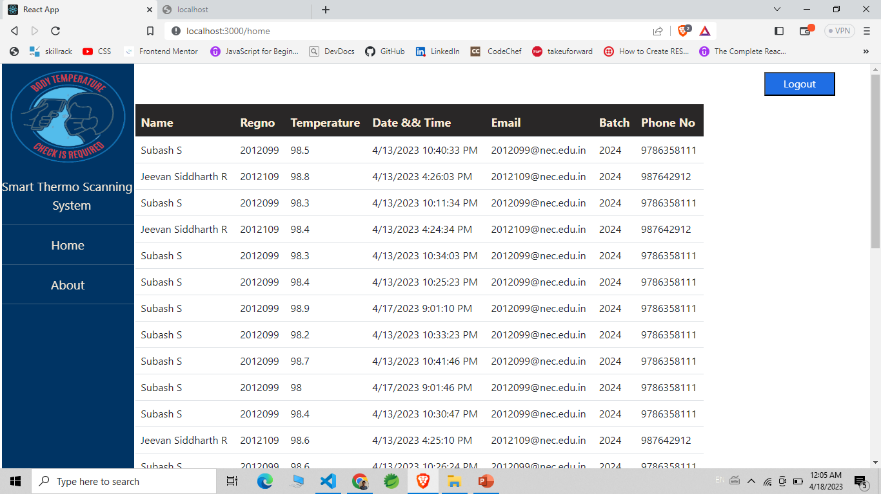 React App
localhost
localhost:3000/home
VPN
skillrack
CSS
Frontend Mentor
JavaScript for Begin...
DevDocs
GitHub
LinkedIn
CodeChef
takeuforward
How to Create RES...
The Complete Reac...
BODY TEMPERATURE
CHECK IS REQUIRED
Smart Thermo Scanning
System
Home
About
Logout
Name Regno Temperature Date && Time Email Batch Phone No
Subash S 2012099 98.5 4/13/2023 10:40:33 PM 2012099@nec.edu.in 2024 9786358111
Jeevan Siddharth R 2012109 98.8 4/13/2023 4:26:03 PM 2012109@nec.edu.in 2024 987642912
Subash S 2012099 98.3 4/13/2023 10:11:34 PM 2012099@nec.edu.in 2024 9786358111
Jeevan Siddharth R 2012109 98.4 4/13/2023 4:24:34 PM 2012109@nec.edu.in 2024 987642912
Subash S 2012099 98.3 4/13/2023 10:34:03 PM 2012099@nec.edu.in 2024 9786358111
Subash S 2012099 98.4 4/13/2023 10:25:23 PM 2012099@nec.edu.in 2024 9786358111
Subash S 2012099 98.9 4/17/2023 9:01:10 PM 2012099@nec.edu.in 2024 9786358111
Subash S 2012099 98.2 4/13/2023 10:33:23 PM 2012099@nec.edu.in 2024 9786358111
Subash S 2012099 98.7 4/13/2023 10:41:46 PM 2012099@nec.edu.in 2024 9786358111
Subash S 2012099 98 4/17/2023 9:01:46 PM 2012099@nec.edu.in 2024 9786358111
Subash S 2012099 98.4 4/13/2023 10:30:47 PM 2012099@nec.edu.in 2024 9786358111
Jeevan Siddharth R 2012109 98.6 4/13/2023 4:25:10 PM 2012109@nec.edu.in 2024 987642912
Subash S 2012099 98.6 4/13/2023 10:26:24 PM 2012099@nec.edu.in 2024 9786358111
Type here to search
12:05 AM
4/18/2023